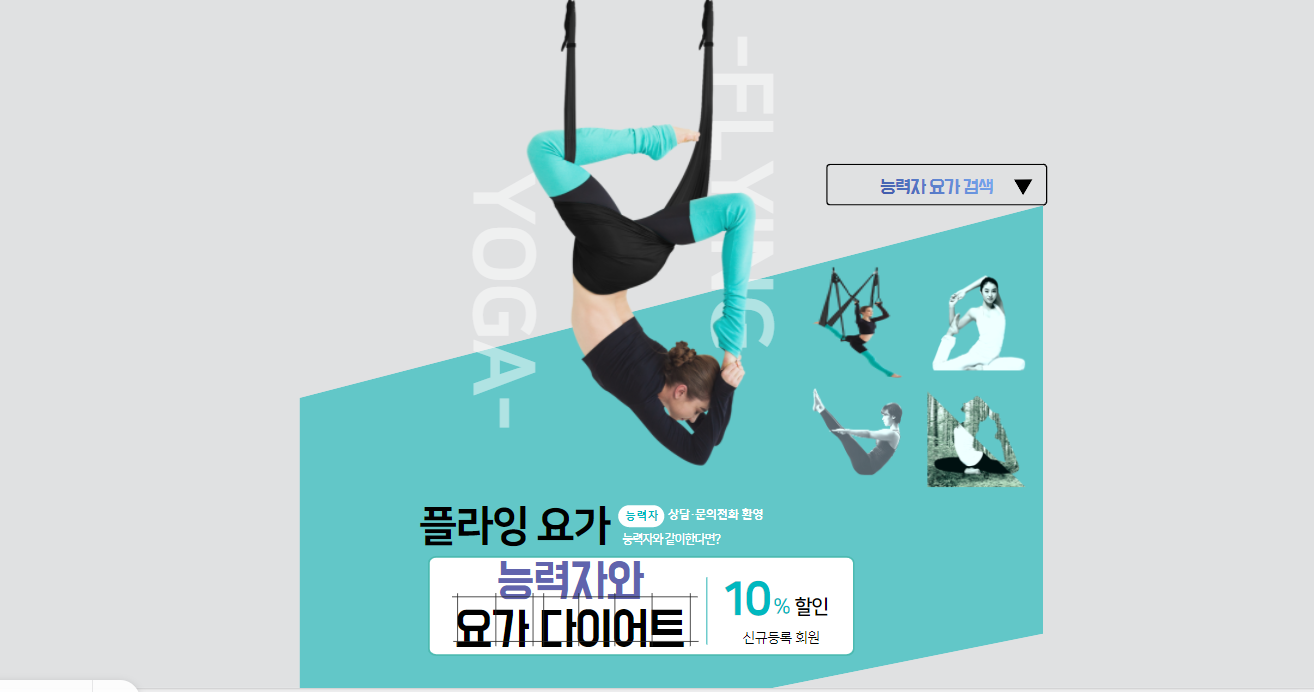 -FLYING
YOGA-
능력자 요가 검색
플라잉 요가
능력자 상담·문의전화 환영
능력자와 같이한다면?
능력자와
요가 다이어트
10% 할인
신규등록 회원